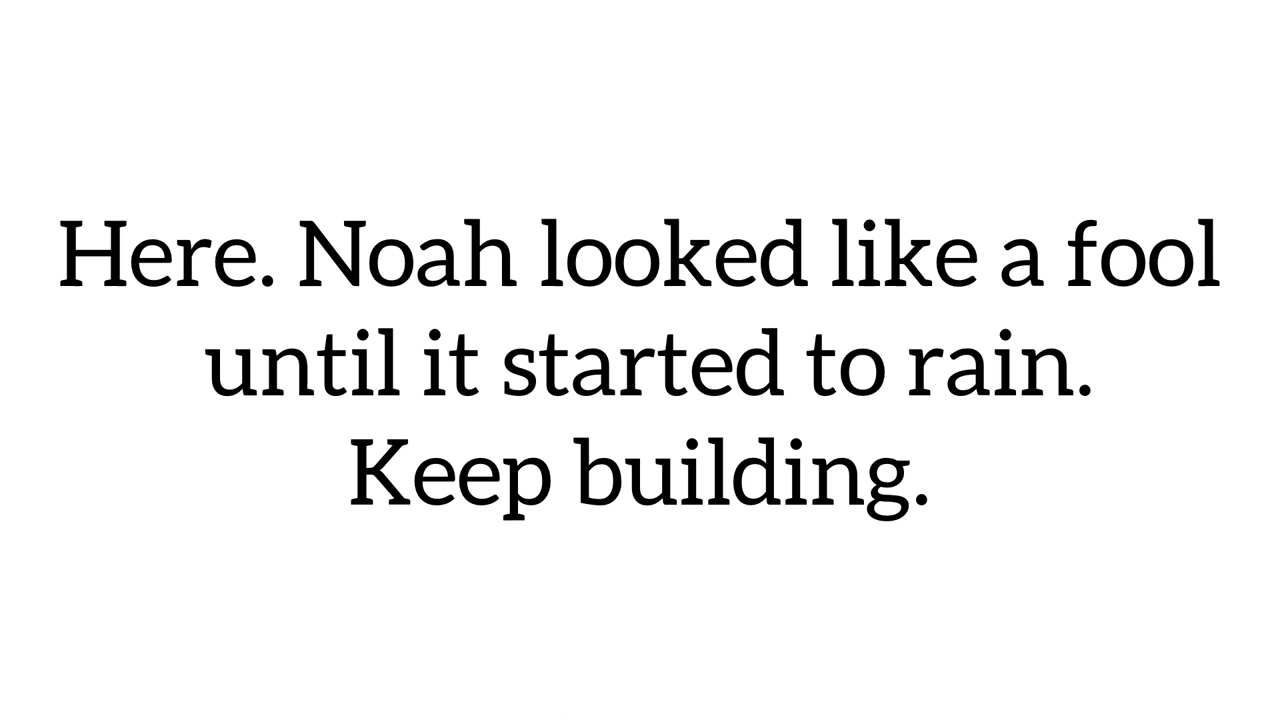 Here. Noah looked like a fool
until it started to rain.
Keep building.